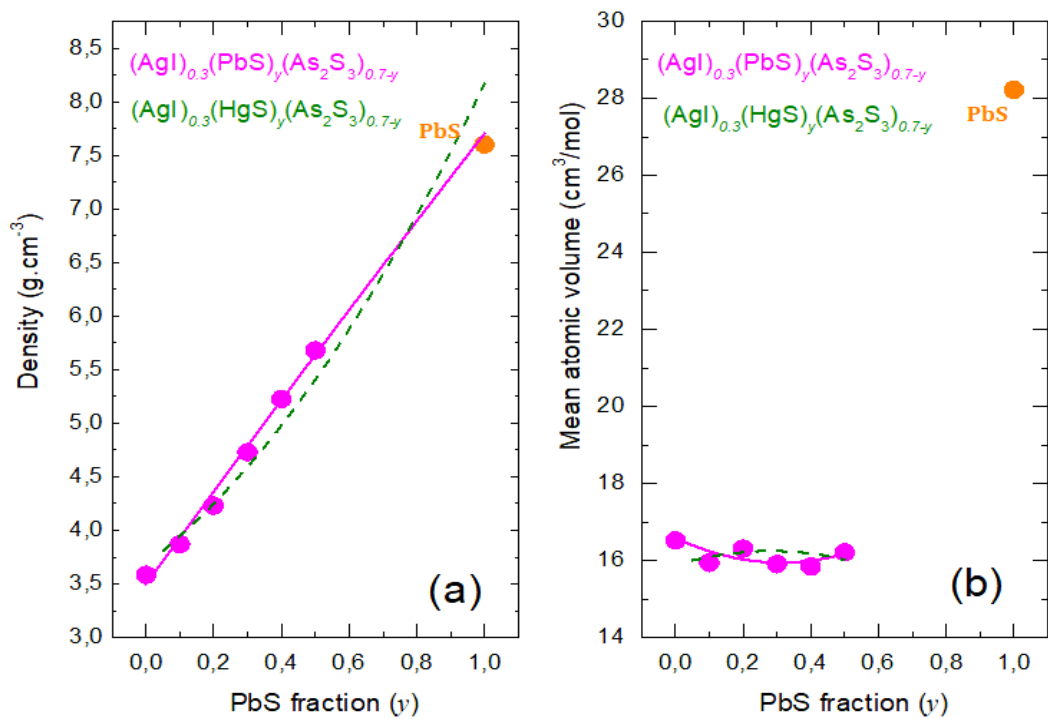 8,5
8,0
7,5
7,0
6,5
6,0
5,5
5,0
4,5
4,0
3,5
3,0
Density (g.cm⁻³)
(AgI)₀.₃(PbS)ᵧ(As₂S₃)₀.₇₋ᵧ
(AgI)₀.₃(HgS)ᵧ(As₂S₃)₀.₇₋ᵧ
PbS
(a)
0,0 0,2 0,4 0,6 0,8 1,0
PbS fraction (y)
30
28
26
24
22
20
18
16
14
Mean atomic volume (cm³/mol)
(AgI)₀.₃(PbS)ᵧ(As₂S₃)₀.₇₋ᵧ
(AgI)₀.₃(HgS)ᵧ(As₂S₃)₀.₇₋ᵧ
PbS
(b)
0,0 0,2 0,4 0,6 0,8 1,0
PbS fraction (y)